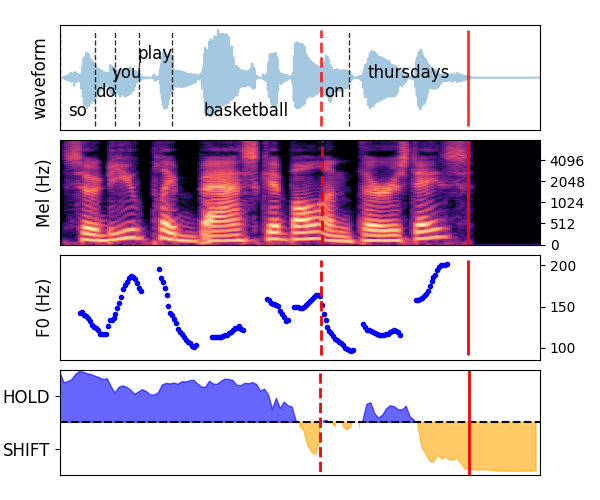 waveform
play
you
thursdays
do
on
so
basketball
Mel (Hz)
4096
2048
1024
512
0
F0 (Hz)
200
150
100
HOLD
SHIFT